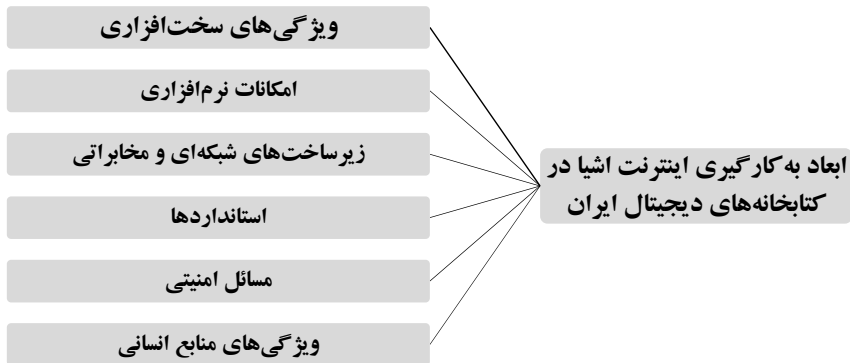 ابعاد به‌کارگیری اینترنت اشیا در
کتابخانه‌های دیجیتال ایران
ویژگی‌های سخت‌افزاری
امکانات نرم‌افزاری
زیرساخت‌های شبکه‌ای و مخابراتی
استانداردها
مسائل امنیتی
ویژگی‌های منابع انسانی